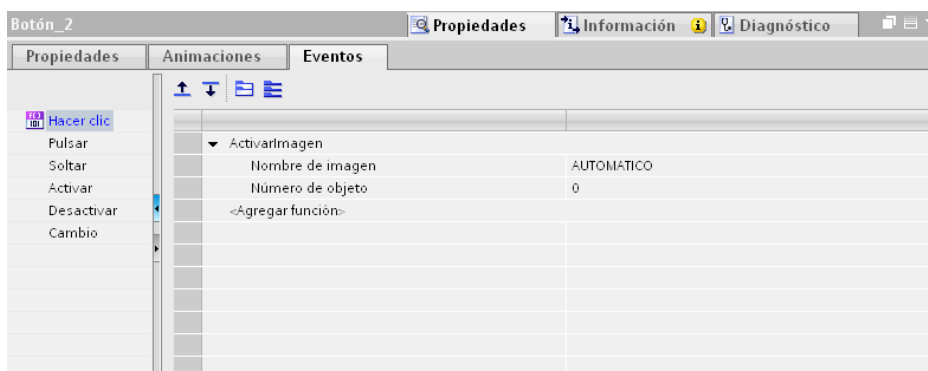 Botón_2 Propiedades Información Diagnóstico
Propiedades Animaciones Eventos
Hacer clic
Pulsar
Soltar
Activar
Desactivar
Cambio
ActivarImagen
Nombre de imagen AUTOMATICO
Número de objeto 0
<Agregar función>